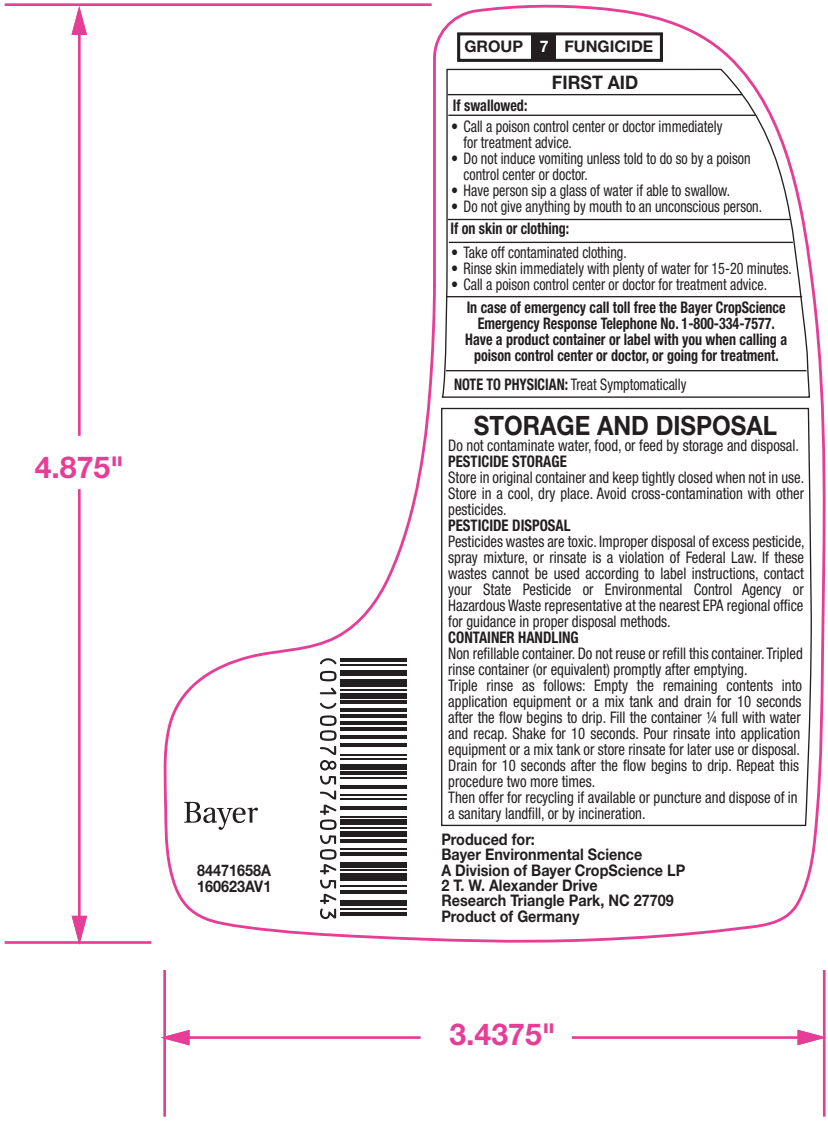 GROUP 7 FUNGICIDE
FIRST AID
If swallowed:
• Call a poison control center or doctor immediately
for treatment advice.
• Do not induce vomiting unless told to do so by a poison
control center or doctor.
• Have person sip a glass of water if able to swallow.
• Do not give anything by mouth to an unconscious person.
If on skin or clothing:
• Take off contaminated clothing.
• Rinse skin immediately with plenty of water for 15-20 minutes.
• Call a poison control center or doctor for treatment advice.
In case of emergency call toll free the Bayer CropScience
Emergency Response Telephone No. 1-800-334-7577.
Have a product container or label with you when calling a
poison control center or doctor, or going for treatment.
NOTE TO PHYSICIAN: Treat Symptomatically
STORAGE AND DISPOSAL
Do not contaminate water, food, or feed by storage and disposal.
PESTICIDE STORAGE
Store in original container and keep tightly closed when not in use.
Store in a cool, dry place. Avoid cross-contamination with other
pesticides.
PESTICIDE DISPOSAL
Pesticides wastes are toxic. Improper disposal of excess pesticide,
spray mixture, or rinsate is a violation of Federal Law. If these
wastes cannot be used according to label instructions, contact
your State Pesticide or Environmental Control Agency or
Hazardous Waste representative at the nearest EPA regional office
for guidance in proper disposal methods.
CONTAINER HANDLING
Non refillable container. Do not reuse or refill this container. Tripled
rinse container (or equivalent) promptly after emptying.
Triple rinse as follows: Empty the remaining contents into
application equipment or a mix tank and drain for 10 seconds
after the flow begins to drip. Fill the container ¼ full with water
and recap. Shake for 10 seconds. Pour rinsate into application
equipment or a mix tank or store rinsate for later use or disposal.
Drain for 10 seconds after the flow begins to drip. Repeat this
procedure two more times.
Then offer for recycling if available or puncture and dispose of in
a sanitary landfill, or by incineration.
Produced for:
Bayer Environmental Science
A Division of Bayer CropScience LP
2 T. W. Alexander Drive
Research Triangle Park, NC 27709
Product of Germany
(01)00785740504543
Bayer
84471658A
160623AV1
4.875"
3.4375"